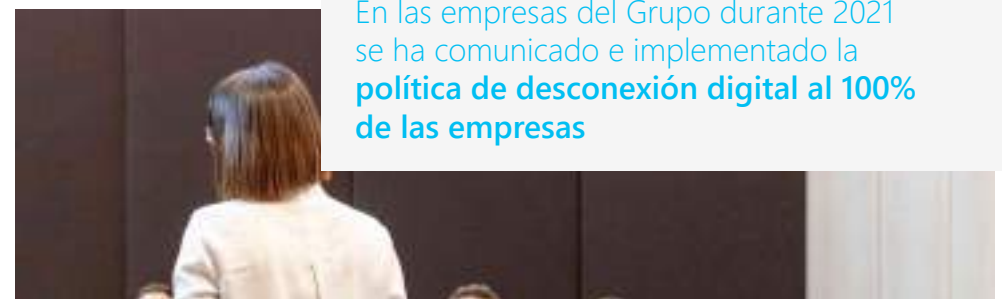 En las empresas del Grupo durante 2021
se ha comunicado e implementado la
política de desconexión digital al 100%
de las empresas